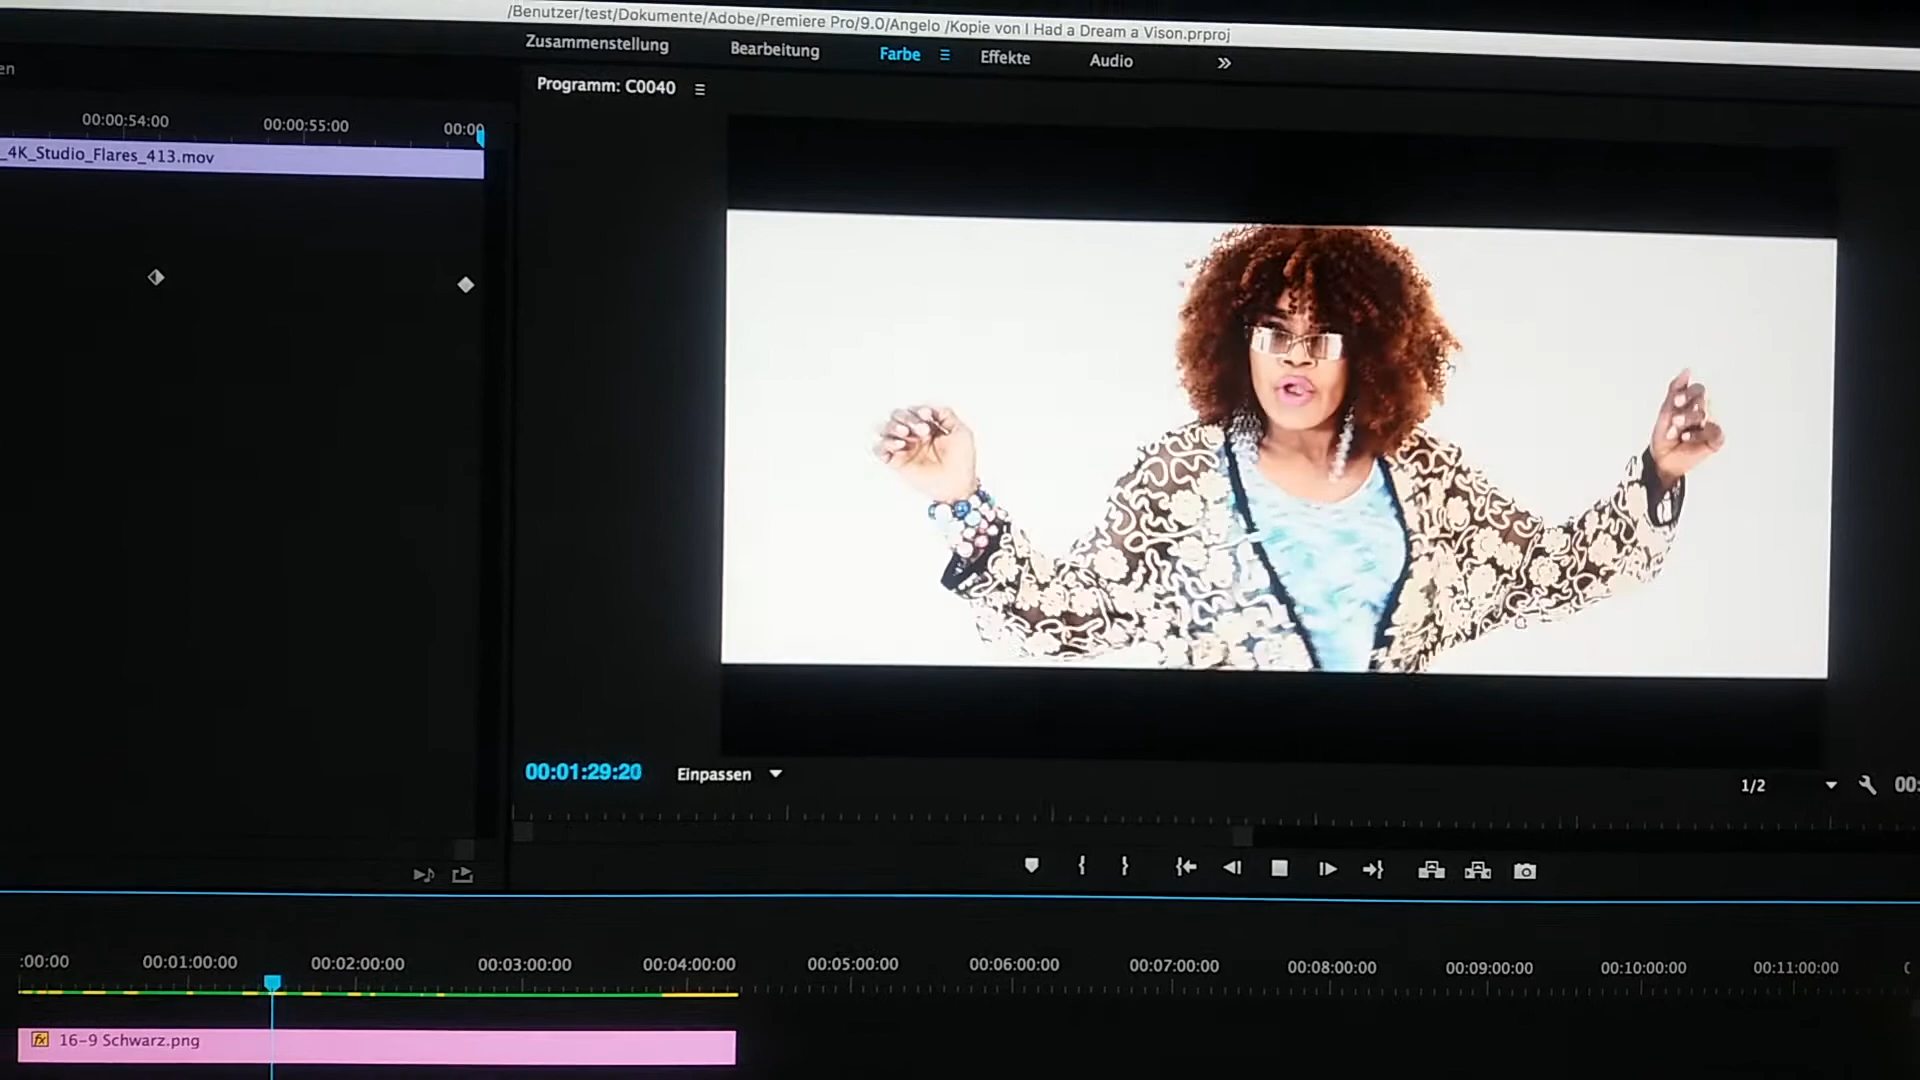 /Benutzer/test/Dokumente/Adobe/Premiere Pro/9.0/Angelo /Kopie von I Had a Dream a Vison.prproj
Zusammenstellung Bearbeitung Farbe Effekte Audio
en
Programm: C0040
00:00:54:00 00:00:55:00 00:00
_4K_Studio_Flares_413.mov
00:01:29:20 Einpassen 1/2 00:
:00:00 00:01:00:00 00:02:00:00 00:03:00:00 00:04:00:00 00:05:00:00 00:06:00:00 00:07:00:00 00:08:00:00 00:09:00:00 00:10:00:00 00:11:00:00
fx 16-9 Schwarz.png